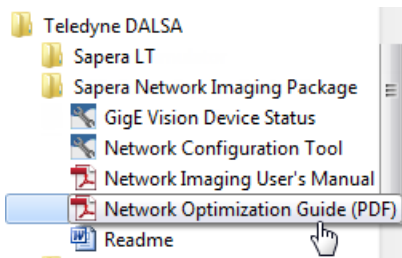 Teledyne DALSA
Sapera LT
Sapera Network Imaging Package
GigE Vision Device Status
Network Configuration Tool
Network Imaging User's Manual
Network Optimization Guide (PDF)
Readme